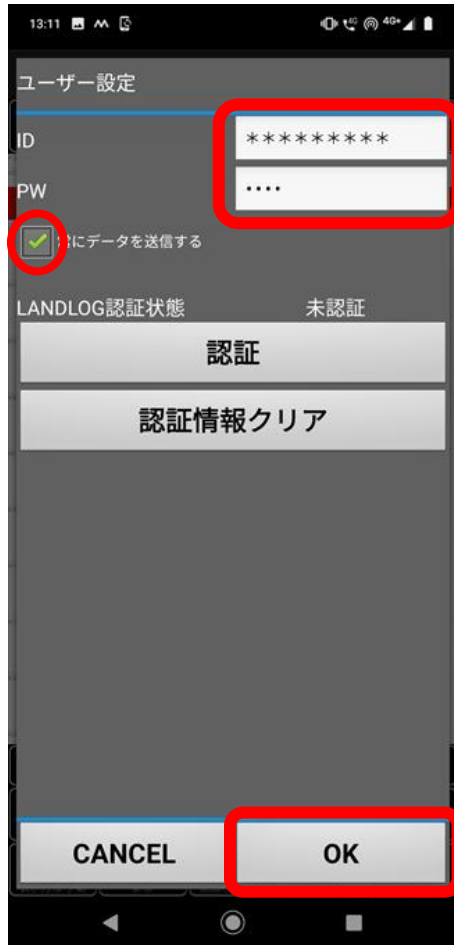 13:11
4G+
ユーザー設定
ID
*********
PW
••••
常にデータを送信する
LANDLOG認証状態 未認証
認証
認証情報クリア
CANCEL
OK